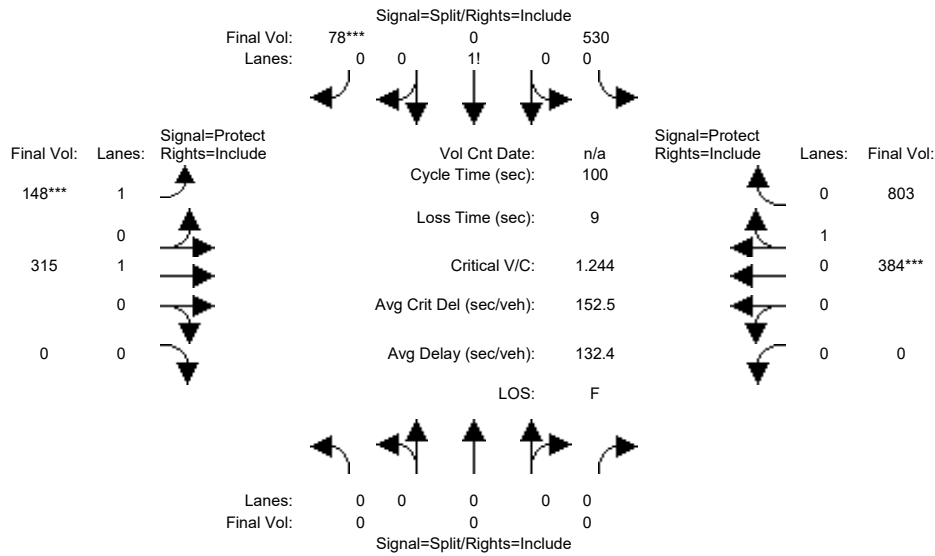 Signal=Split/Rights=Include
Final Vol: 78*** 0 530
Lanes: 0 0 1! 0 0
Signal=Protect
Final Vol: Lanes: Rights=Include
Vol Cnt Date: n/a
Signal=Protect
Rights=Include Lanes: Final Vol:
Cycle Time (sec): 100
148*** 1
0 803
Loss Time (sec): 9
0
1
315 1
Critical V/C: 1.244
0 384***
0
Avg Crit Del (sec/veh): 152.5
0
0 0
Avg Delay (sec/veh): 132.4
0 0
LOS: F
Lanes: 0 0 0 0 0
Final Vol: 0 0 0
Signal=Split/Rights=Include